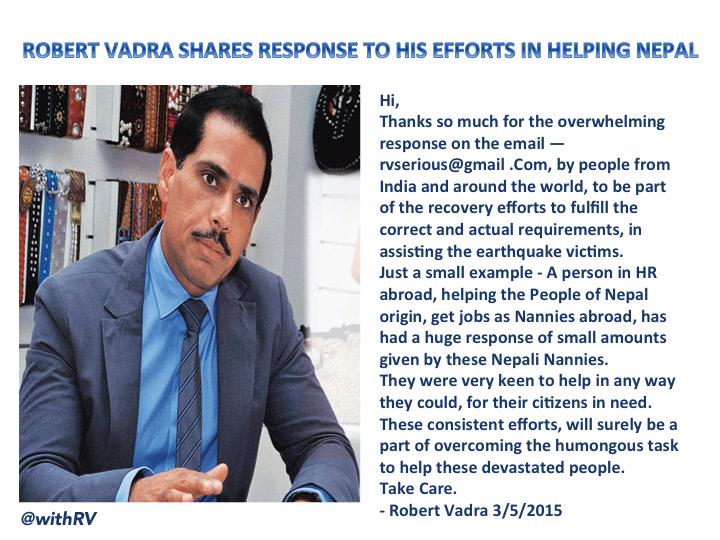 ROBERT VADRA SHARES RESPONSE TO HIS EFFORTS IN HELPING NEPAL
Hi,
Thanks so much for the overwhelming
response on the email —
rvserious@gmail .Com, by people from
India and around the world, to be part
of the recovery efforts to fulfill the
correct and actual requirements, in
assisting the earthquake victims.
Just a small example - A person in HR
abroad, helping the People of Nepal
origin, get jobs as Nannies abroad, has
had a huge response of small amounts
given by these Nepali Nannies.
They were very keen to help in any way
they could, for their citizens in need.
These consistent efforts, will surely be a
part of overcoming the humongous task
to help these devastated people.
Take Care.
- Robert Vadra 3/5/2015
@withRV